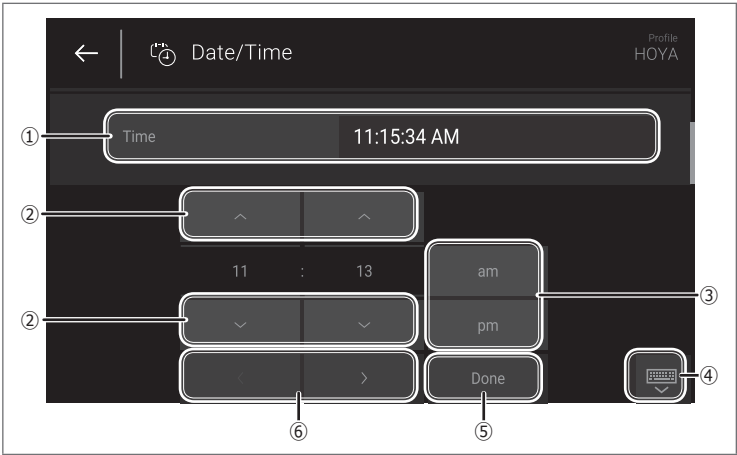 Date/Time
Profile
HOYA
① Time 11:15:34 AM
②
11 : 13 am
③
② pm
Done
④
⑥ ⑤